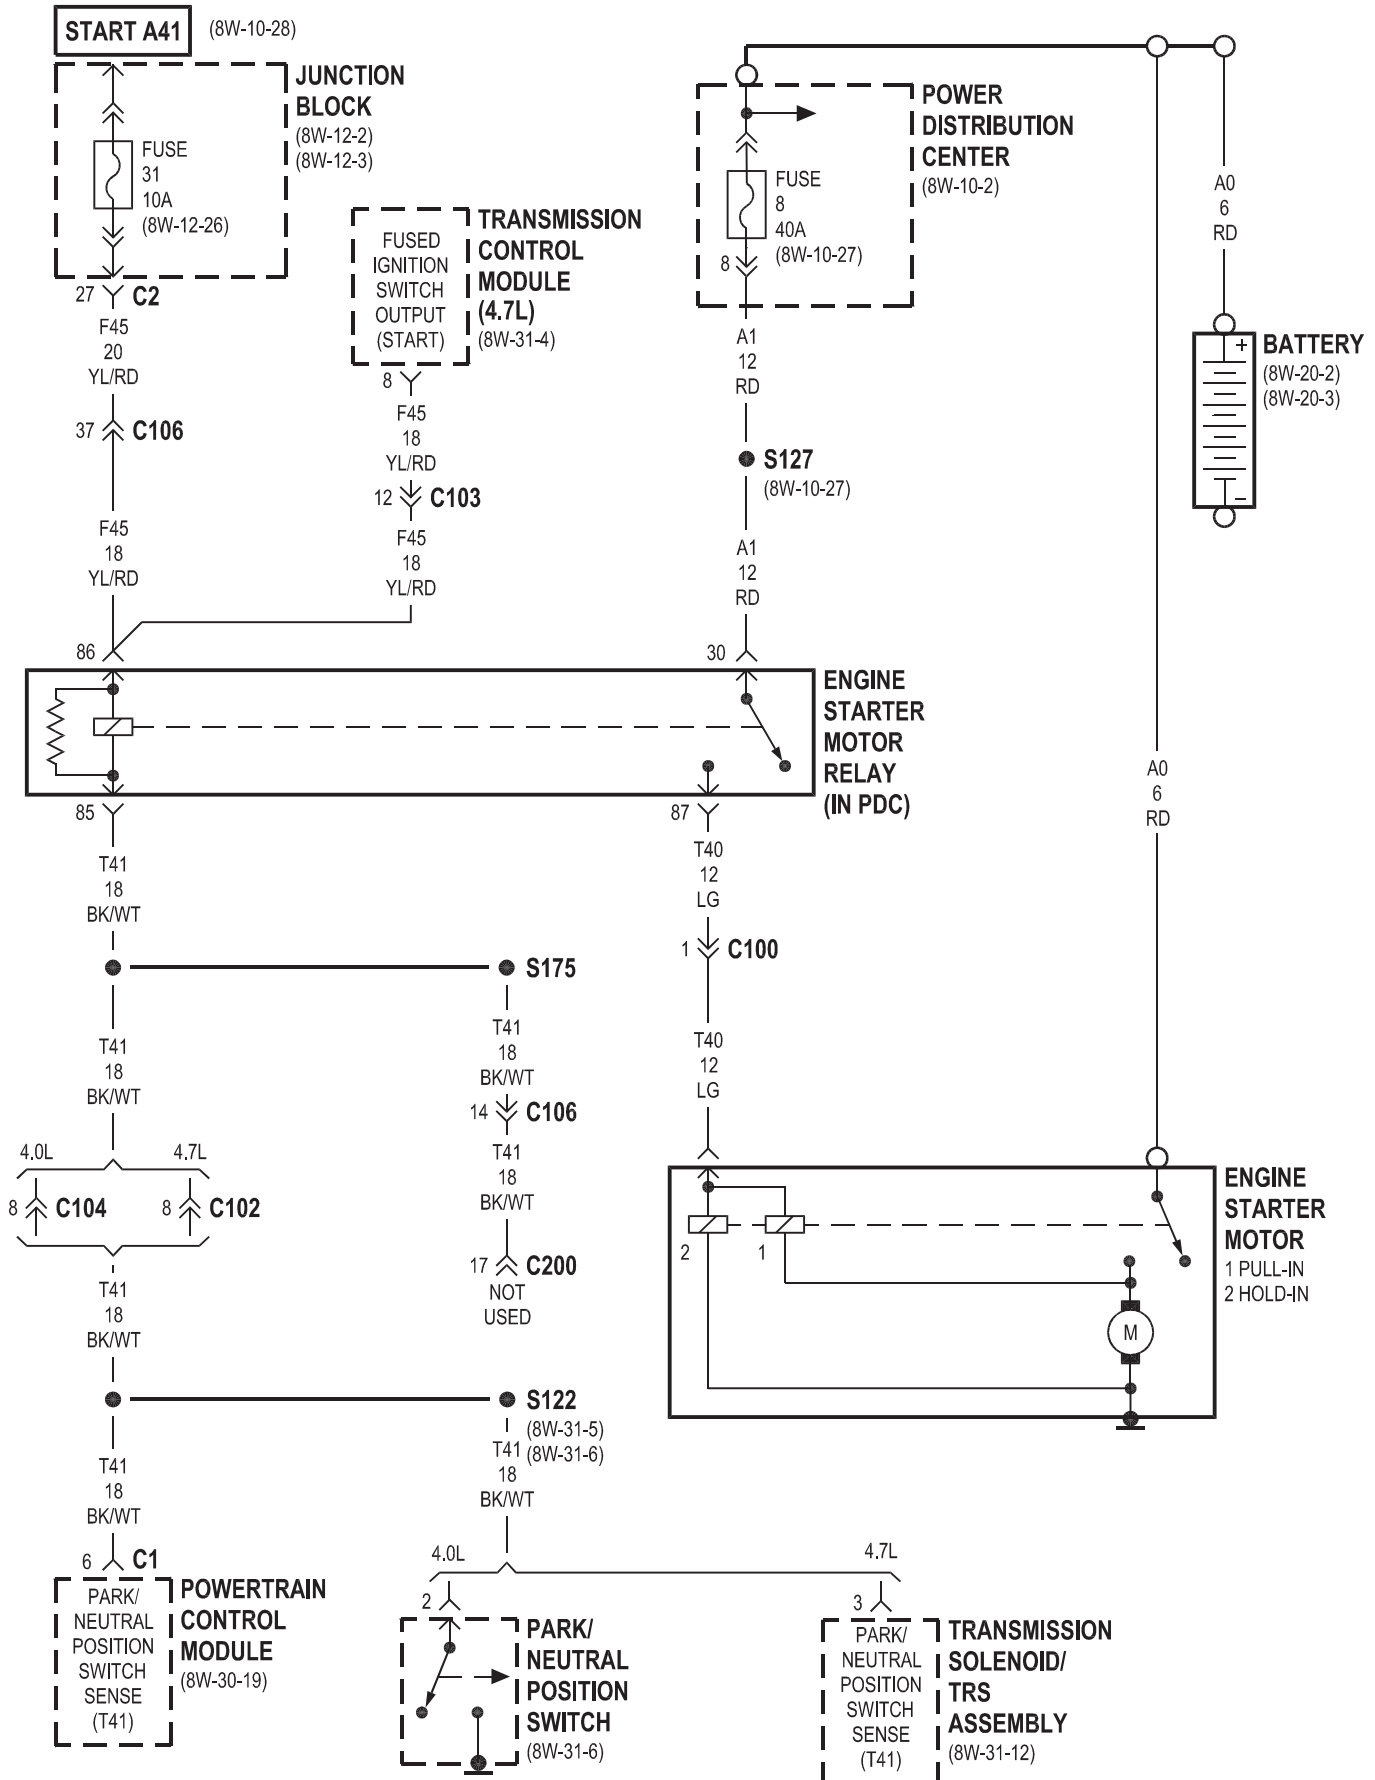 START A41
(8W-10-28)
JUNCTION
BLOCK
(8W-12-2)
(8W-12-3)
FUSE
31
10A
(8W-12-26)
27
C2
F45
20
YL/RD
37
C106
F45
18
YL/RD
86
FUSED
IGNITION
SWITCH
OUTPUT
(START)
TRANSMISSION
CONTROL
MODULE
(4.7L)
(8W-31-4)
8
F45
18
YL/RD
12
C103
F45
18
YL/RD
POWER
DISTRIBUTION
CENTER
(8W-10-2)
FUSE
8
40A
(8W-10-27)
8
A1
12
RD
S127
(8W-10-27)
A1
12
RD
30
A0
6
RD
+
-
BATTERY
(8W-20-2)
(8W-20-3)
ENGINE
STARTER
MOTOR
RELAY
(IN PDC)
A0
6
RD
85
T41
18
BK/WT
S175
T41
18
BK/WT
4.0L
4.7L
8
C104
8
C102
T41
18
BK/WT
T41
18
BK/WT
14
C106
T41
18
BK/WT
17
C200
NOT
USED
87
T40
12
LG
1
C100
T40
12
LG
2
1
M
ENGINE
STARTER
MOTOR
1 PULL-IN
2 HOLD-IN
S122
(8W-31-5)
(8W-31-6)
T41
18
BK/WT
T41
18
BK/WT
6
C1
PARK/
NEUTRAL
POSITION
SWITCH
SENSE
(T41)
POWERTRAIN
CONTROL
MODULE
(8W-30-19)
4.0L
4.7L
2
PARK/
NEUTRAL
POSITION
SWITCH
(8W-31-6)
3
PARK/
NEUTRAL
POSITION
SWITCH
SENSE
(T41)
TRANSMISSION
SOLENOID/
TRS
ASSEMBLY
(8W-31-12)